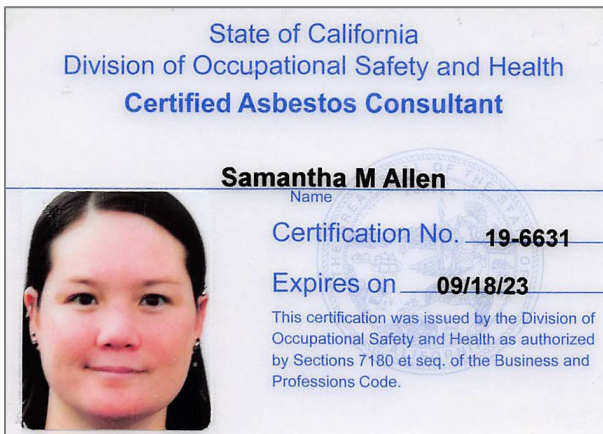 State of California
Division of Occupational Safety and Health
Certified Asbestos Consultant
Samantha M Allen
Name
Certification No. 19-6631
Expires on 09/18/23
This certification was issued by the Division of
Occupational Safety and Health as authorized
by Sections 7180 et seq. of the Business and
Professions Code.